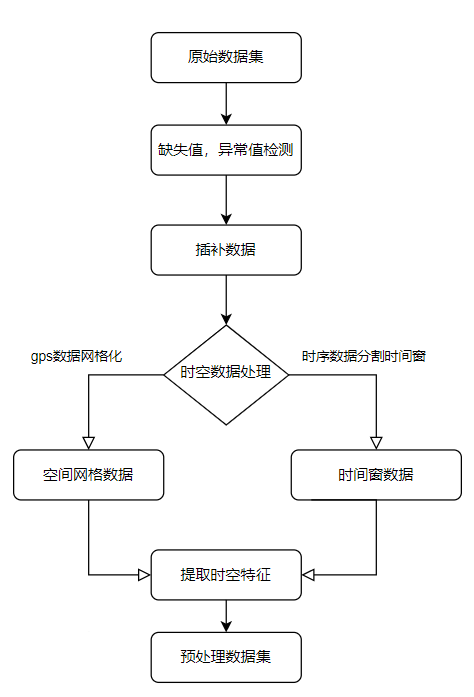 原始数据集
缺失值，异常值检测
插补数据
gps数据网格化
时空数据处理
时序数据分割时间窗
空间网格数据
时间窗数据
提取时空特征
预处理数据集